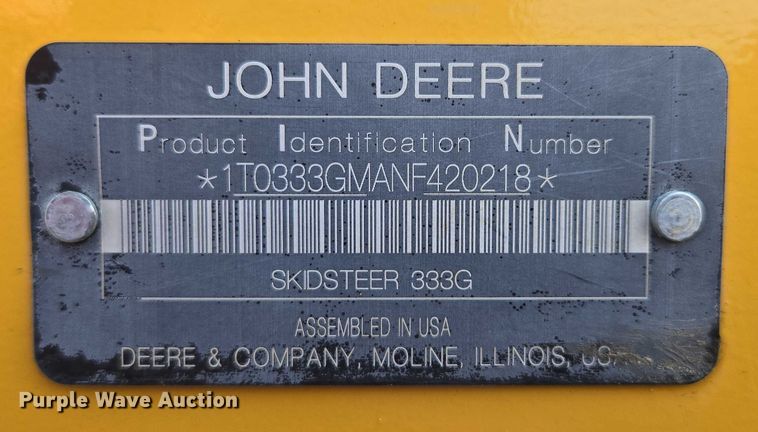 JOHN DEERE
Product Identification Number
*1T0333GMANF420218*
SKIDSTEER 333G
ASSEMBLED IN USA
DEERE & COMPANY, MOLINE, ILLINOIS,
Purple Wave Auction